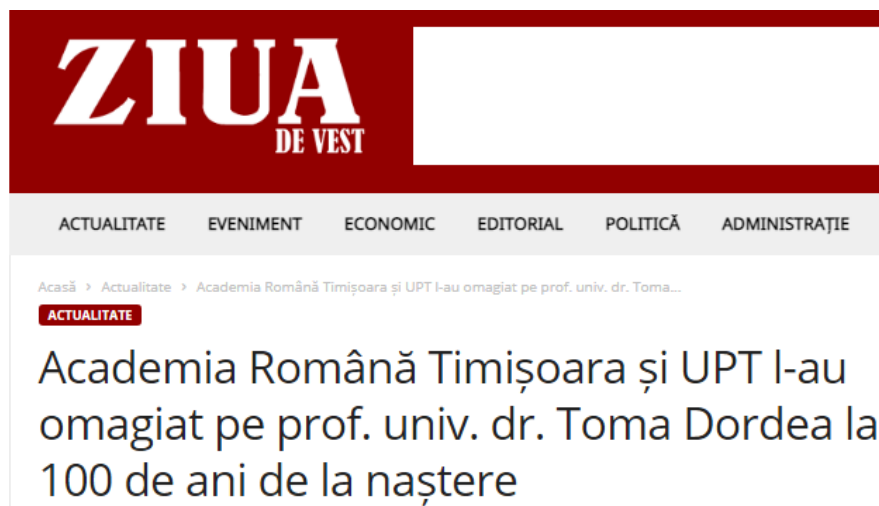 ZIUA
DE VEST
ACTUALITATE EVENIMENT ECONOMIC EDITORIAL POLITICĂ ADMINISTRAȚIE
Acasă › Actualitate › Academia Română Timișoara și UPT l-au omagiat pe prof. univ. dr. Toma...
ACTUALITATE
Academia Română Timișoara și UPT l-au
omagiat pe prof. univ. dr. Toma Dordea la
100 de ani de la naștere